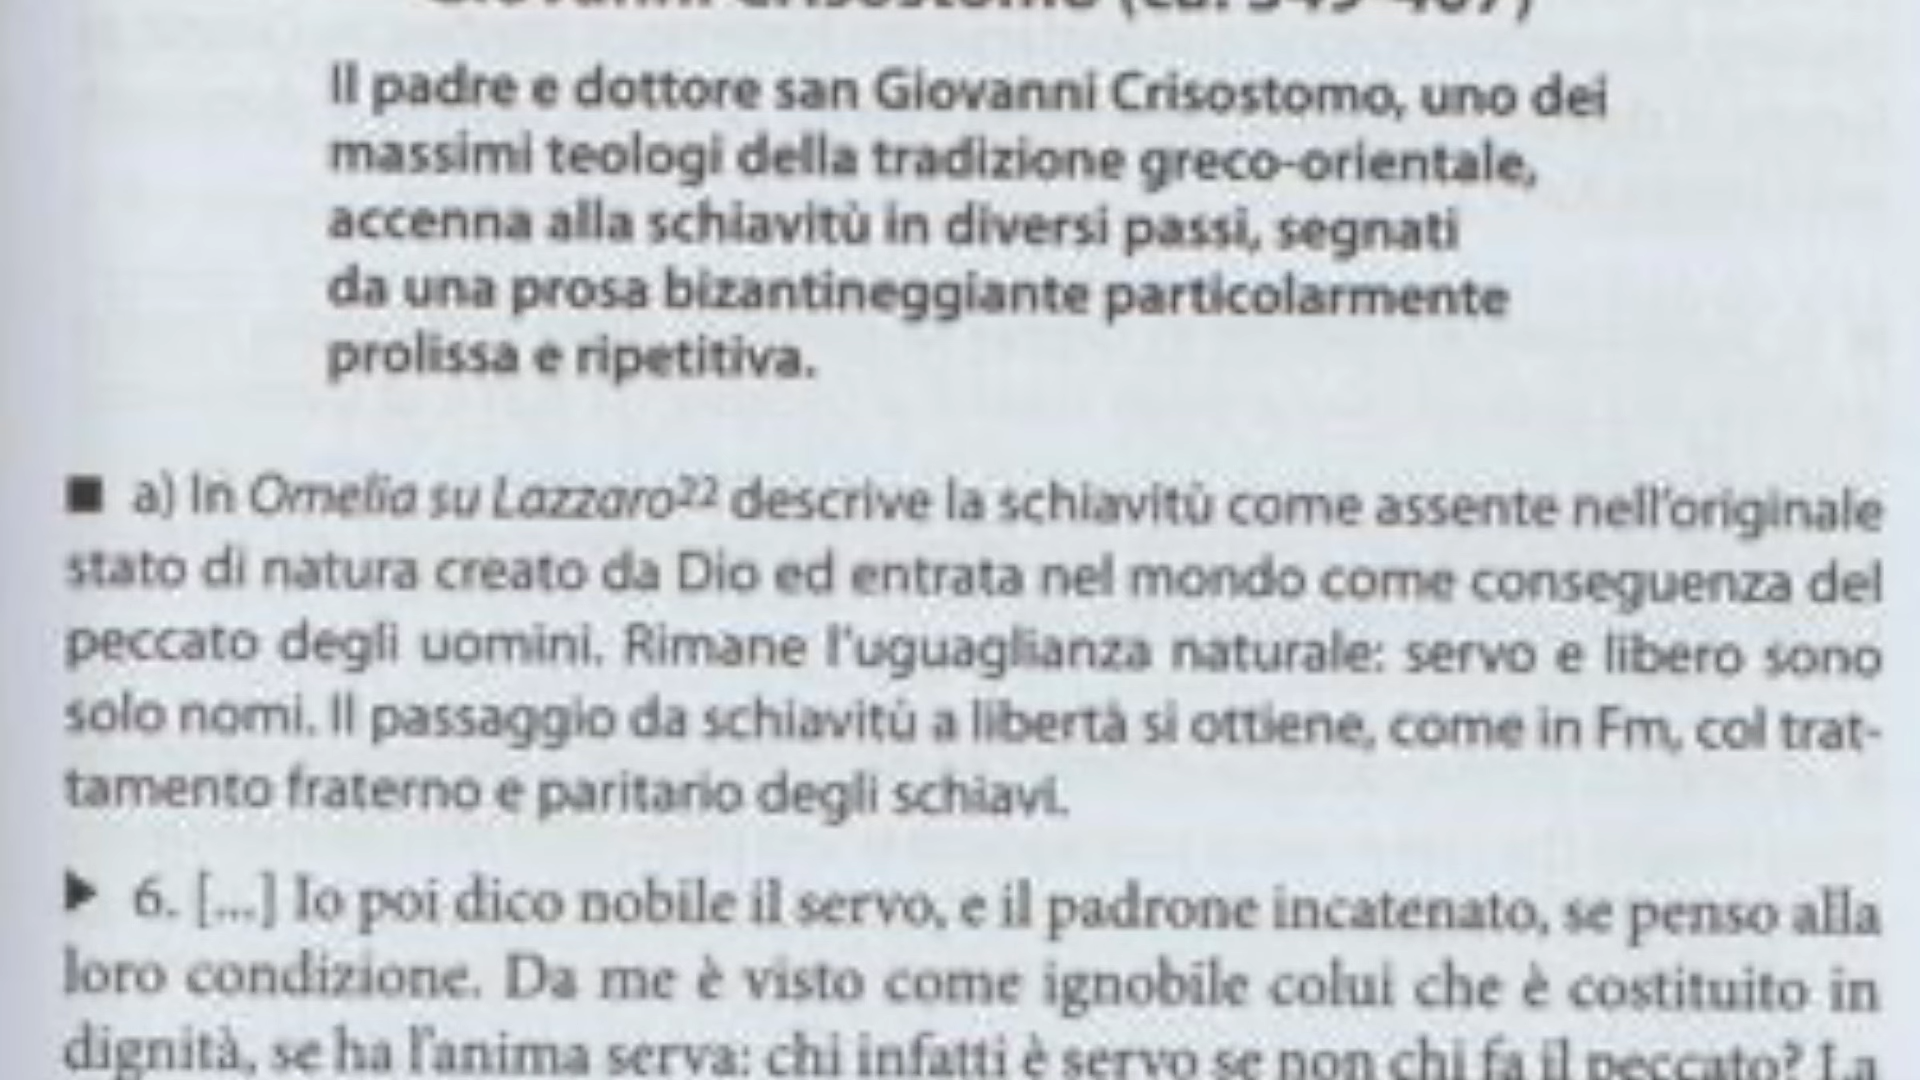 Giovanni Crisostomo (ca. 349-407)
Il padre e dottore san Giovanni Crisostomo, uno dei
massimi teologi della tradizione greco-orientale,
accenna alla schiavitù in diversi passi, segnati
da una prosa bizantineggiante particolarmente
prolissa e ripetitiva.
■ a) In Omelia su Lazzaro²² descrive la schiavitù come assente nell'originale
stato di natura creato da Dio ed entrata nel mondo come conseguenza del
peccato degli uomini. Rimane l'uguaglianza naturale: servo e libero sono
solo nomi. Il passaggio da schiavitù a libertà si ottiene, come in Fm, col trat-
tamento fraterno e paritario degli schiavi.
▶ 6. [...] Io poi dico nobile il servo, e il padrone incatenato, se penso alla
loro condizione. Da me è visto come ignobile colui che è costituito in
dignità, se ha l'anima serva: chi infatti è servo se non chi fa il peccato? La